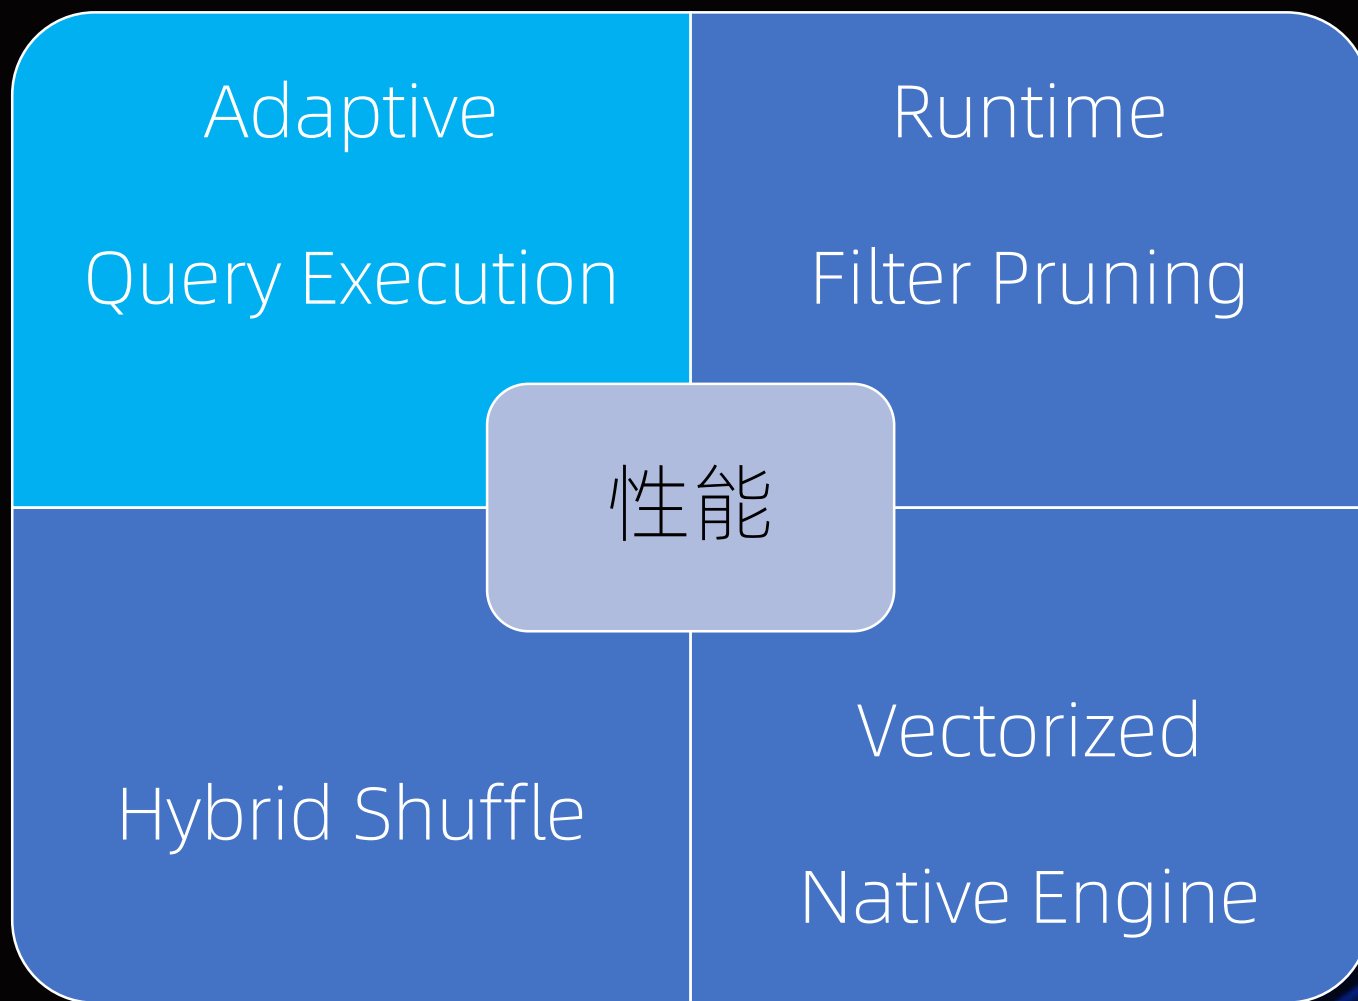 Adaptive
Query Execution
Runtime
Filter Pruning
性能
Hybrid Shuffle
Vectorized
Native Engine